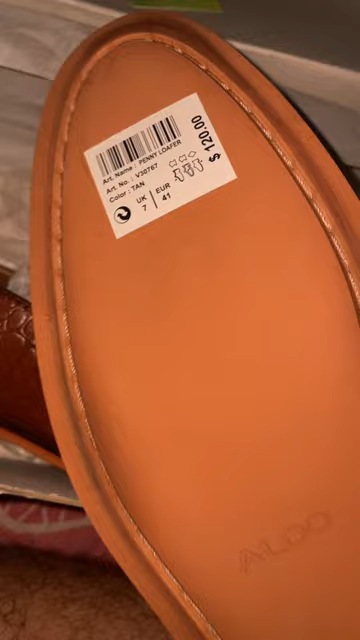 Art. Name : PENNY LOAFER
Art. No. : V30767
Color : TAN
UK EUR
7 41
$ 120.00
ALDO